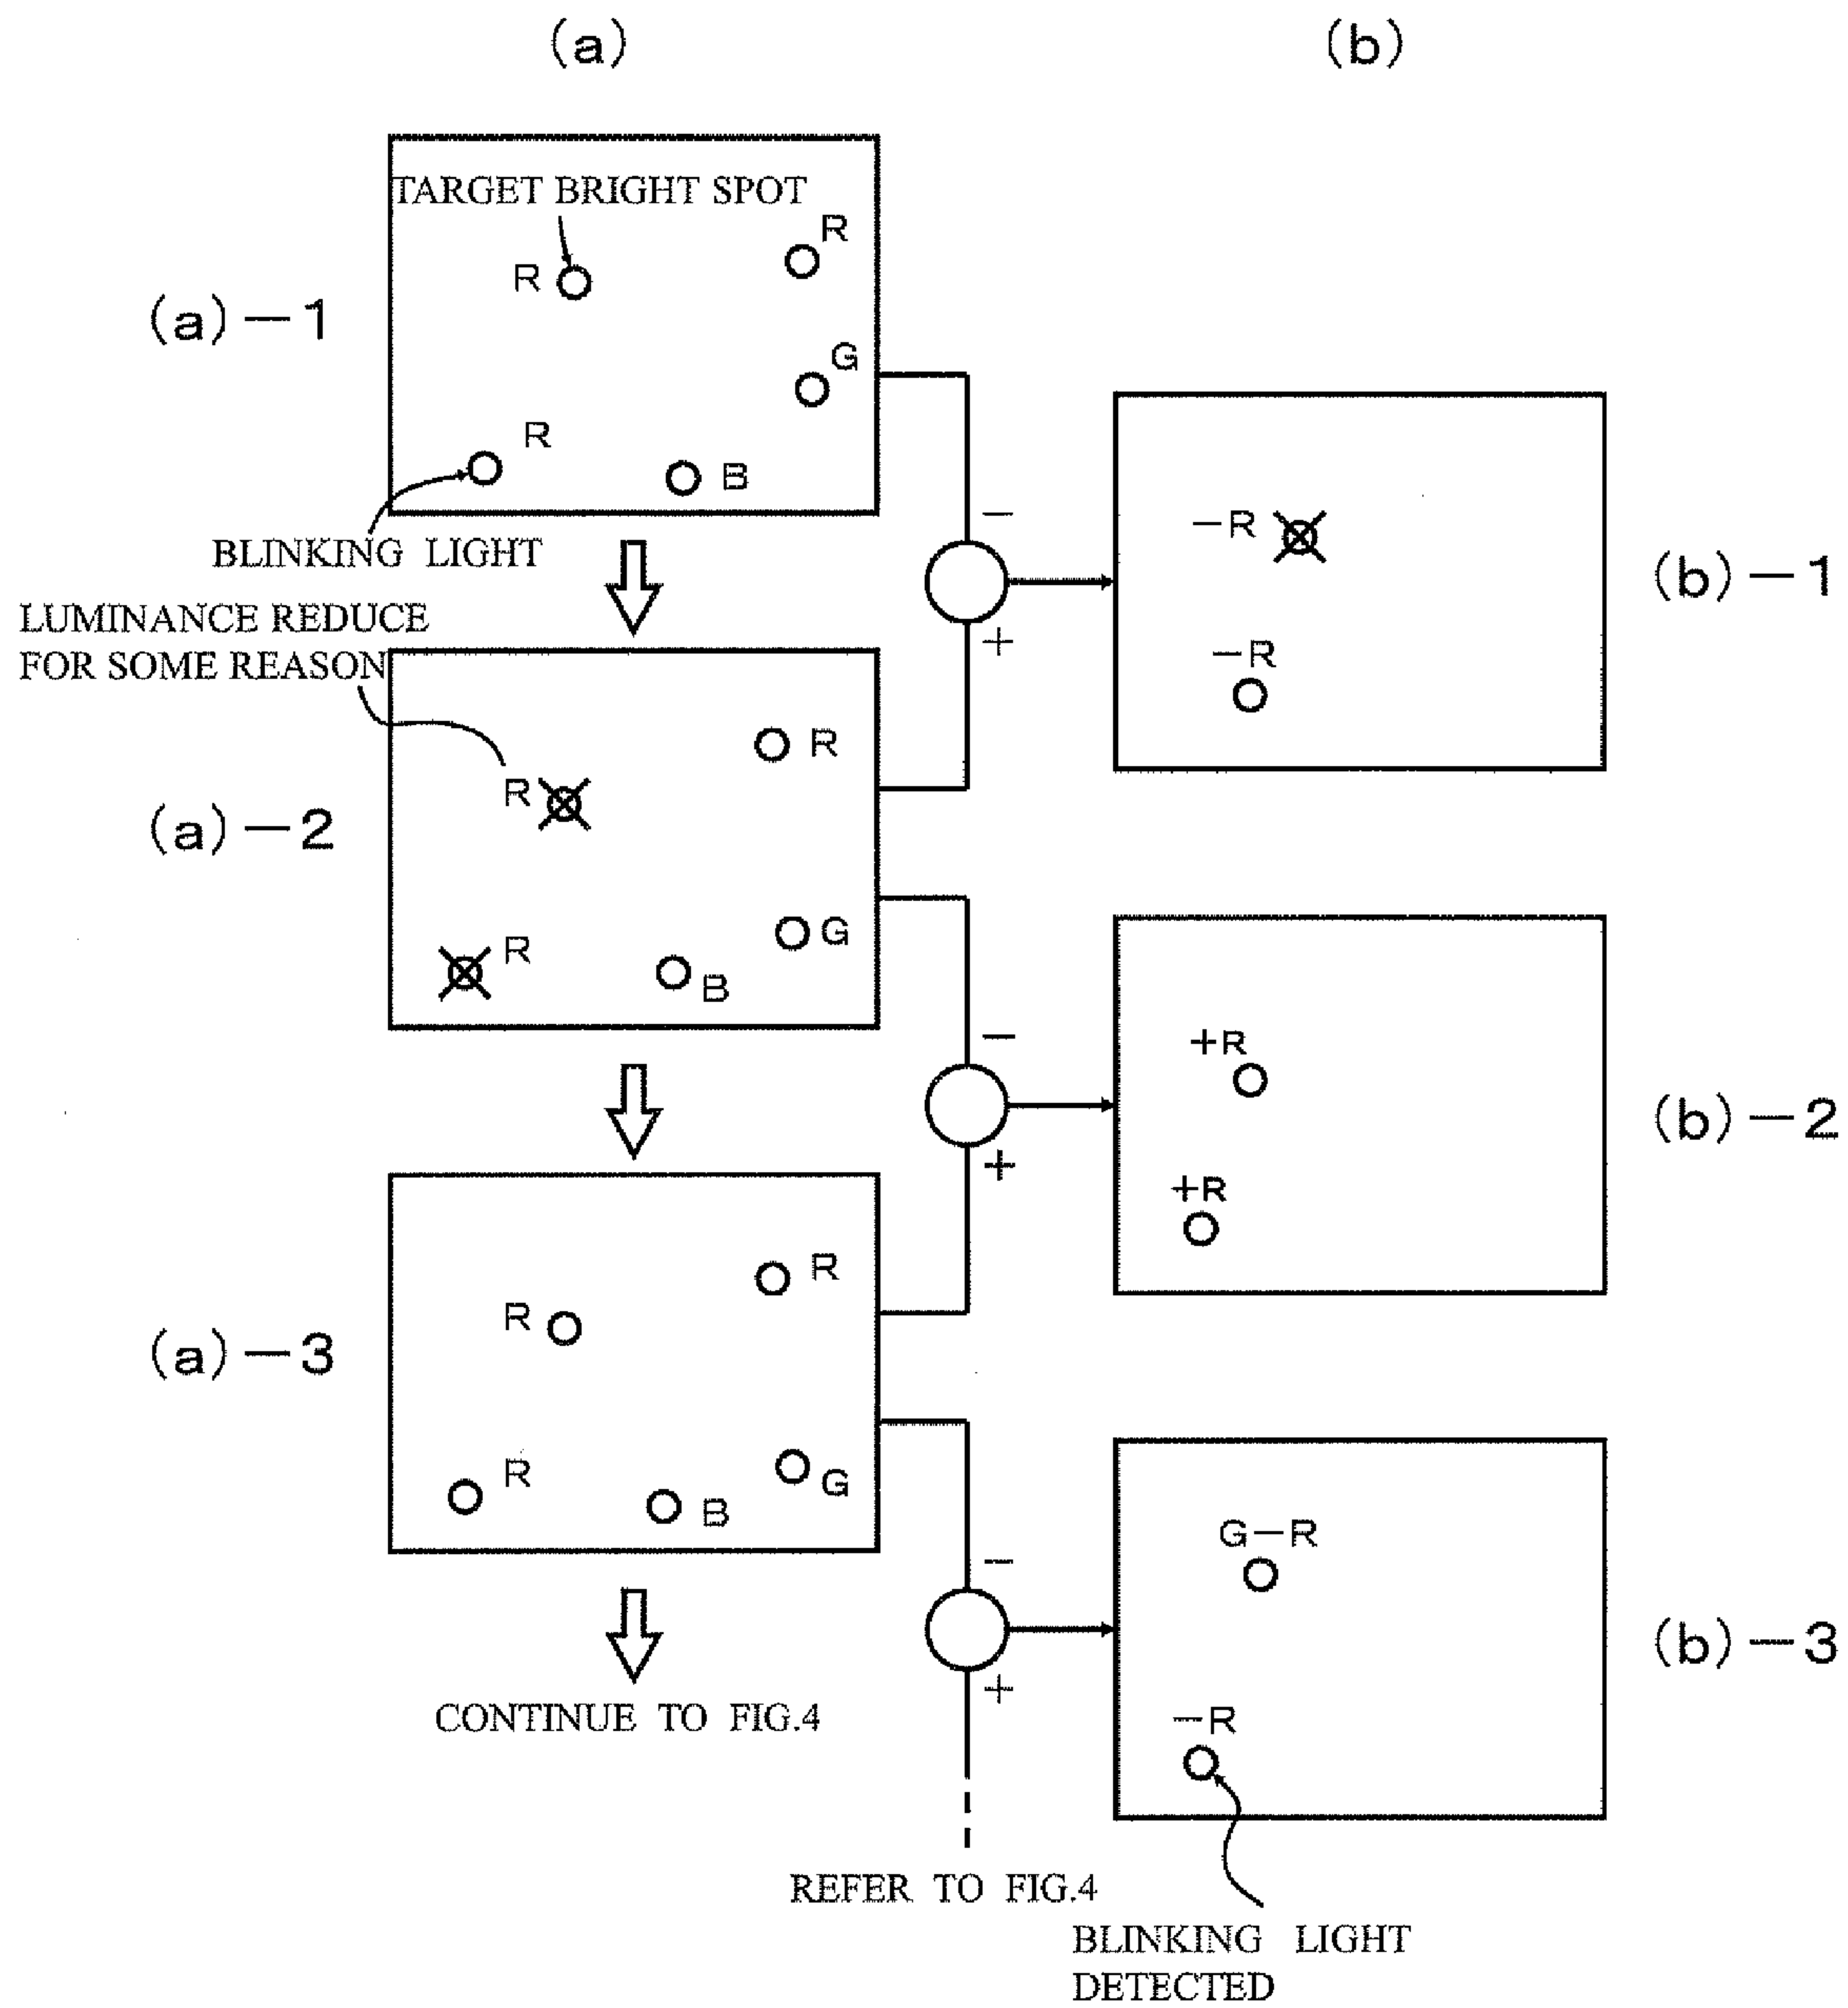 (a)
(b)
TARGET BRIGHT SPOT
R
R
(a)－1
G
R
B
BLINKING LIGHT
－
－R
(b)－1
LUMINANCE REDUCE
FOR SOME REASON
+
－R
R
R
(a)－2
R
G
B
－
+R
(b)－2
+
+R
R
R
(a)－3
R
G
B
－
G－R
(b)－3
+
－R
CONTINUE TO FIG.4
REFER TO FIG.4
BLINKING LIGHT
DETECTED